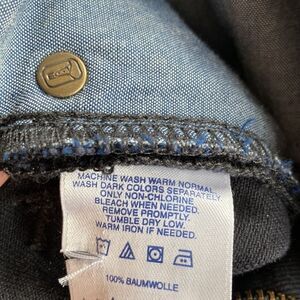 MACHINE WASH WARM NORMAL
WASH DARK COLORS SEPARATELY
ONLY NON-CHLORINE
BLEACH WHEN NEEDED.
REMOVE PROMPTLY.
TUMBLE DRY LOW.
WARM IRON IF NEEDED.
100% BAUMWOLLE